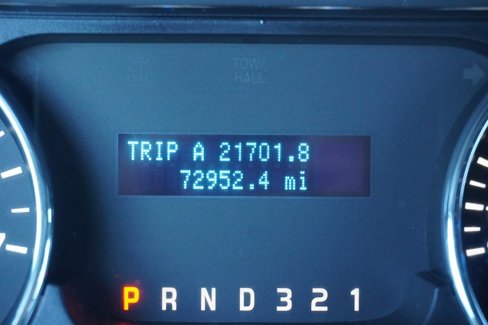 TOW/
HAUL
TRIP A 21701.8
72952.4 mi
P R N D 3 2 1